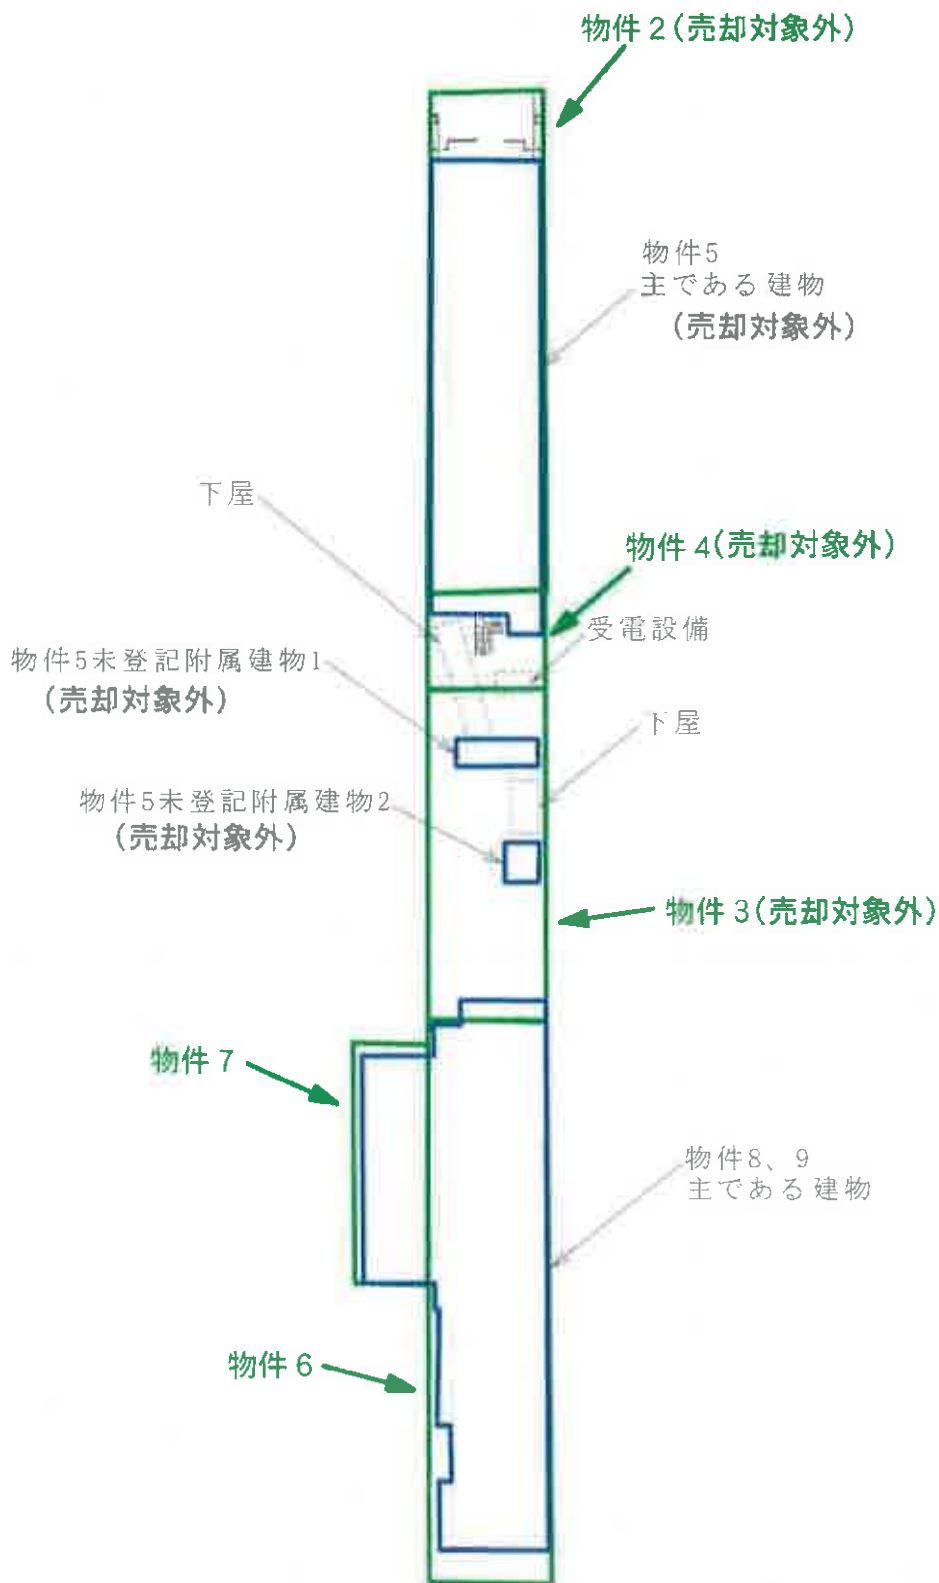 物件2(売却対象外)
物件5
主である建物
(売却対象外)
下屋
物件4(売却対象外)
受電設備
物件5未登記附属建物1
(売却対象外)
下屋
物件5未登記附属建物2
(売却対象外)
物件3(売却対象外)
物件7
物件8、9
主である建物
物件6